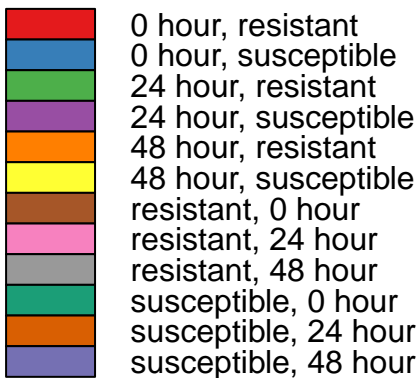 0 hour, resistant
0 hour, susceptible
24 hour, resistant
24 hour, susceptible
48 hour, resistant
48 hour, susceptible
resistant, 0 hour
resistant, 24 hour
resistant, 48 hour
susceptible, 0 hour
susceptible, 24 hour
susceptible, 48 hour